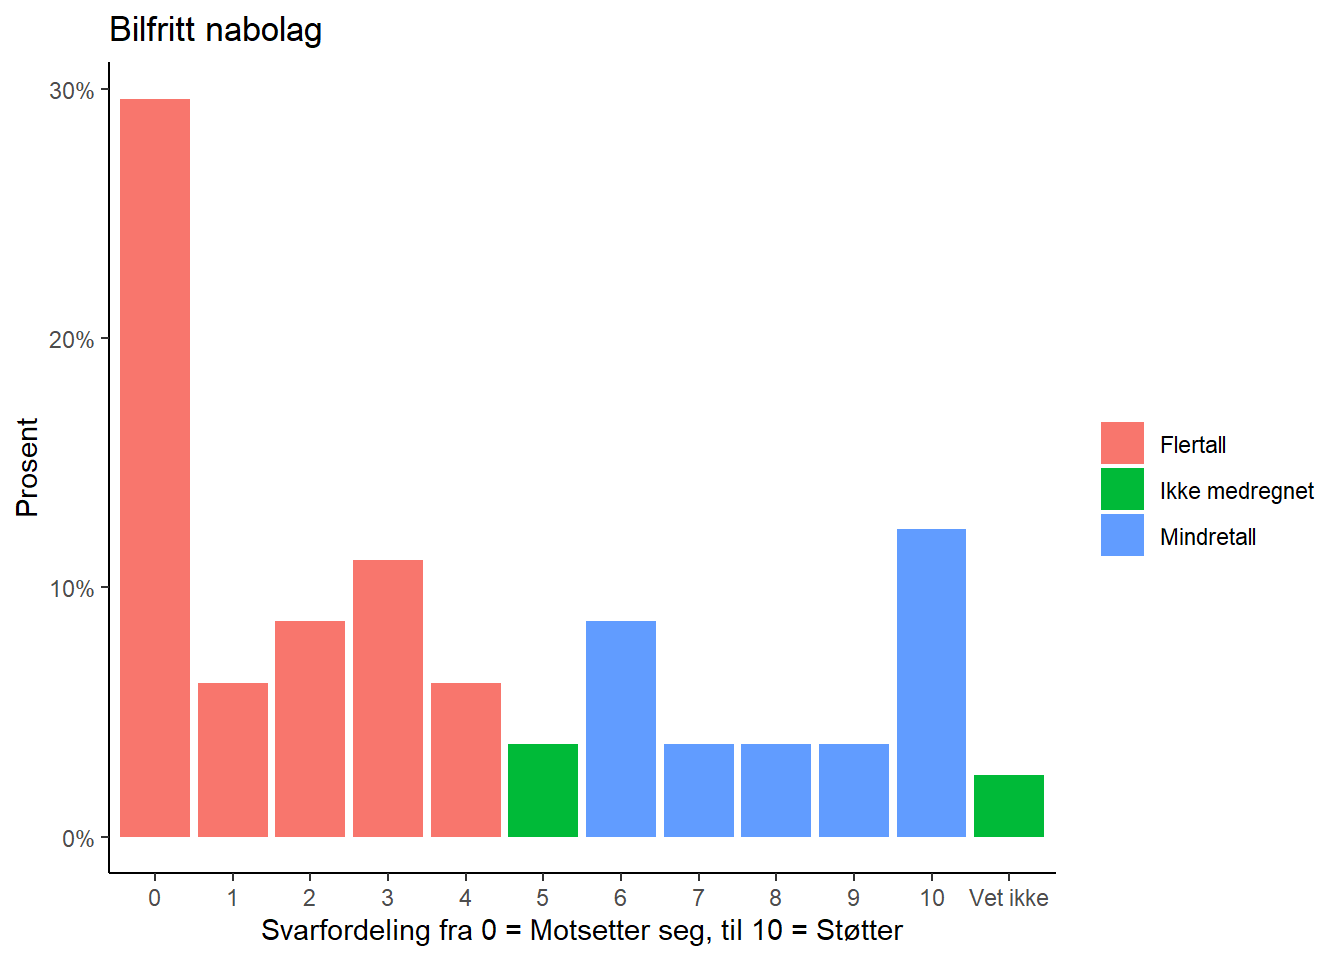 Bilfritt nabolag
30%
20%
10%
0%
Prosent
0 1 2 3 4 5 6 7 8 9 10 Vet ikke
Svarfordeling fra 0 = Motsetter seg, til 10 = Støtter
Flertall
Ikke medregnet
Mindretall